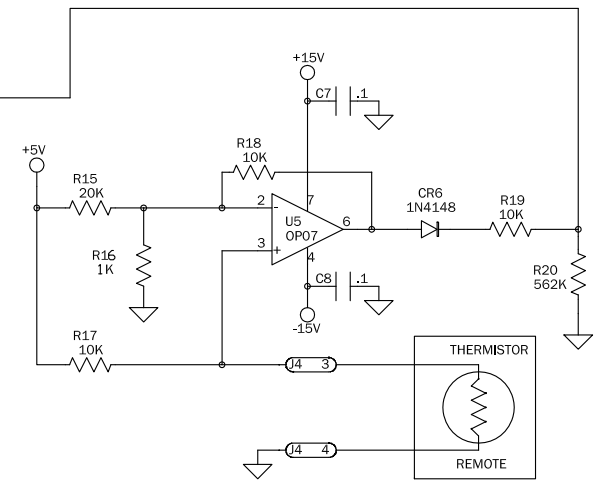 +15V
C7 .1
+5V
R18
10K
R15
20K
7
2 -
U5
OP07
6
3 +
4
CR6
1N4148
R19
10K
R16
1K
C8 .1
R20
562K
-15V
R17
10K
J4 3
THERMISTOR
J4 4
REMOTE